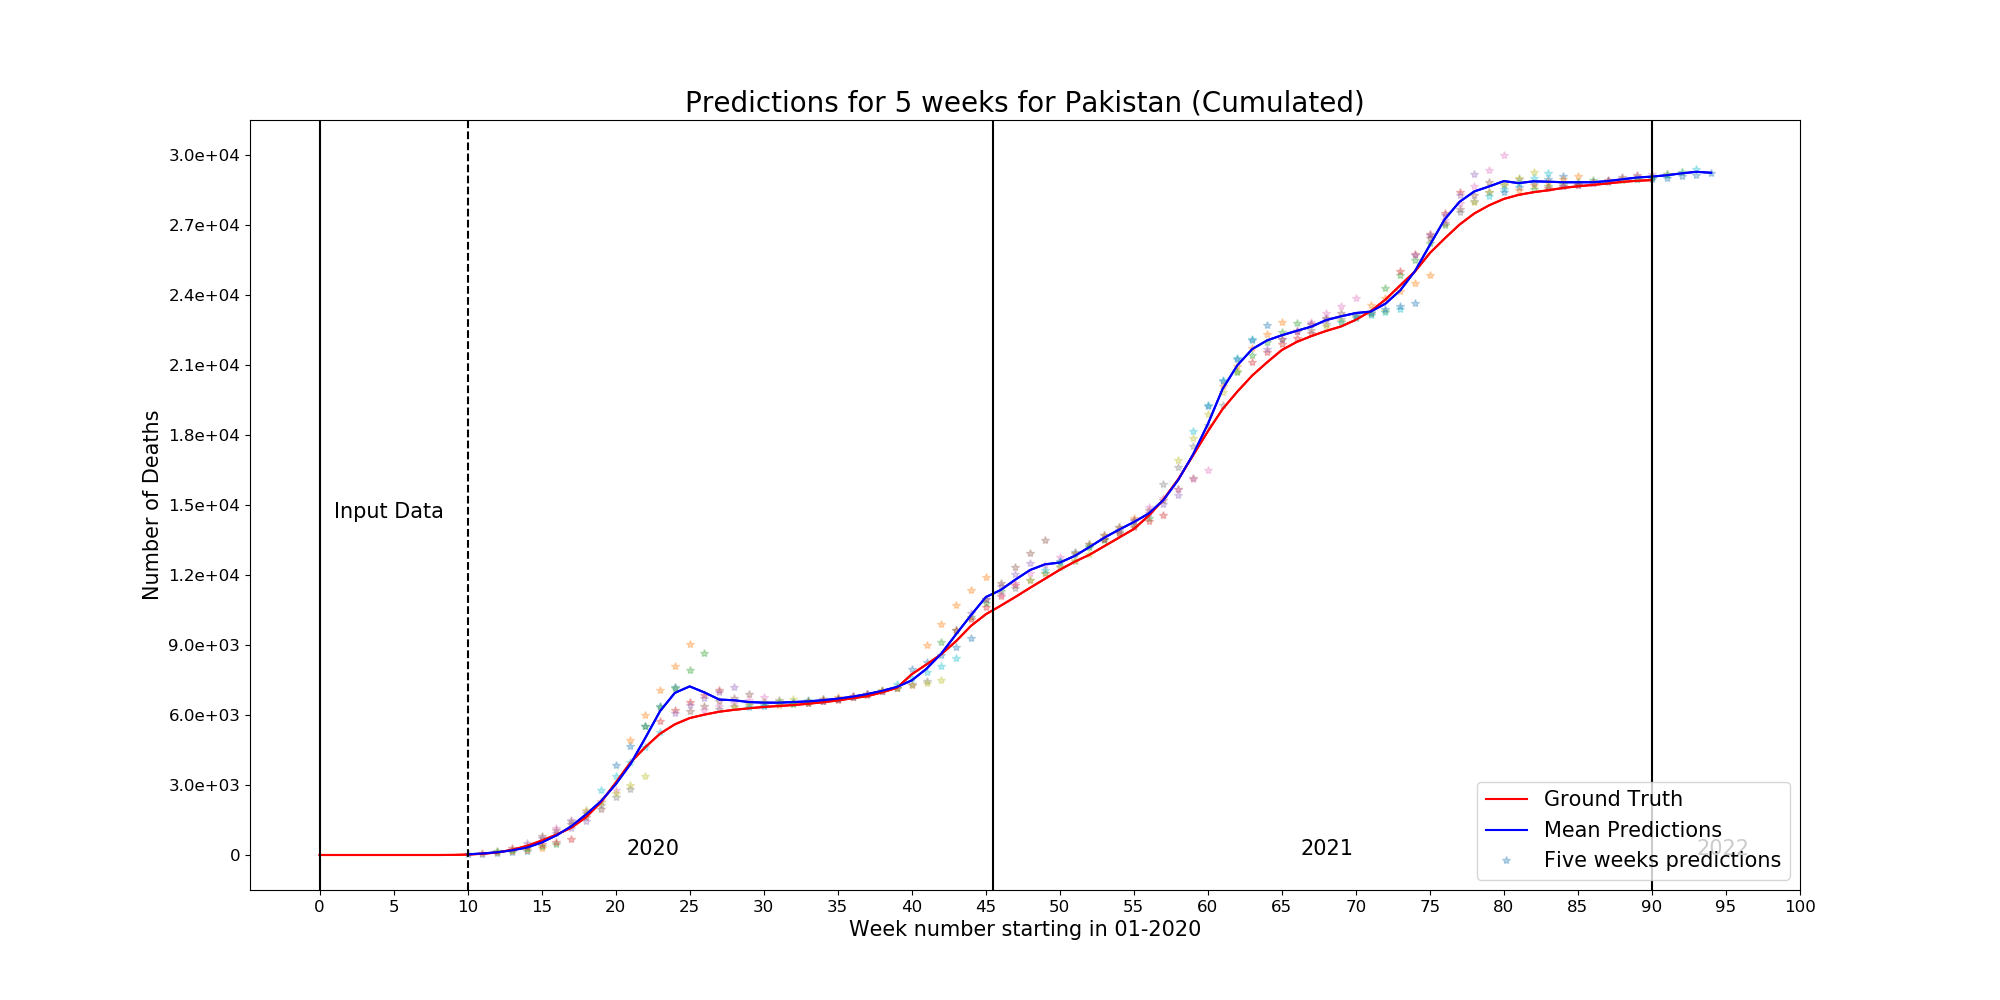 Predictions for 5 weeks for Pakistan (Cumulated)
3.0e+04
2.7e+04
2.4e+04
2.1e+04
1.8e+04
1.5e+04
1.2e+04
9.0e+03
6.0e+03
3.0e+03
0
Number of Deaths
Input Data
2020
2021
2022
Ground Truth
Mean Predictions
Five weeks predictions
0 5 10 15 20 25 30 35 40 45 50 55 60 65 70 75 80 85 90 95 100
Week number starting in 01-2020